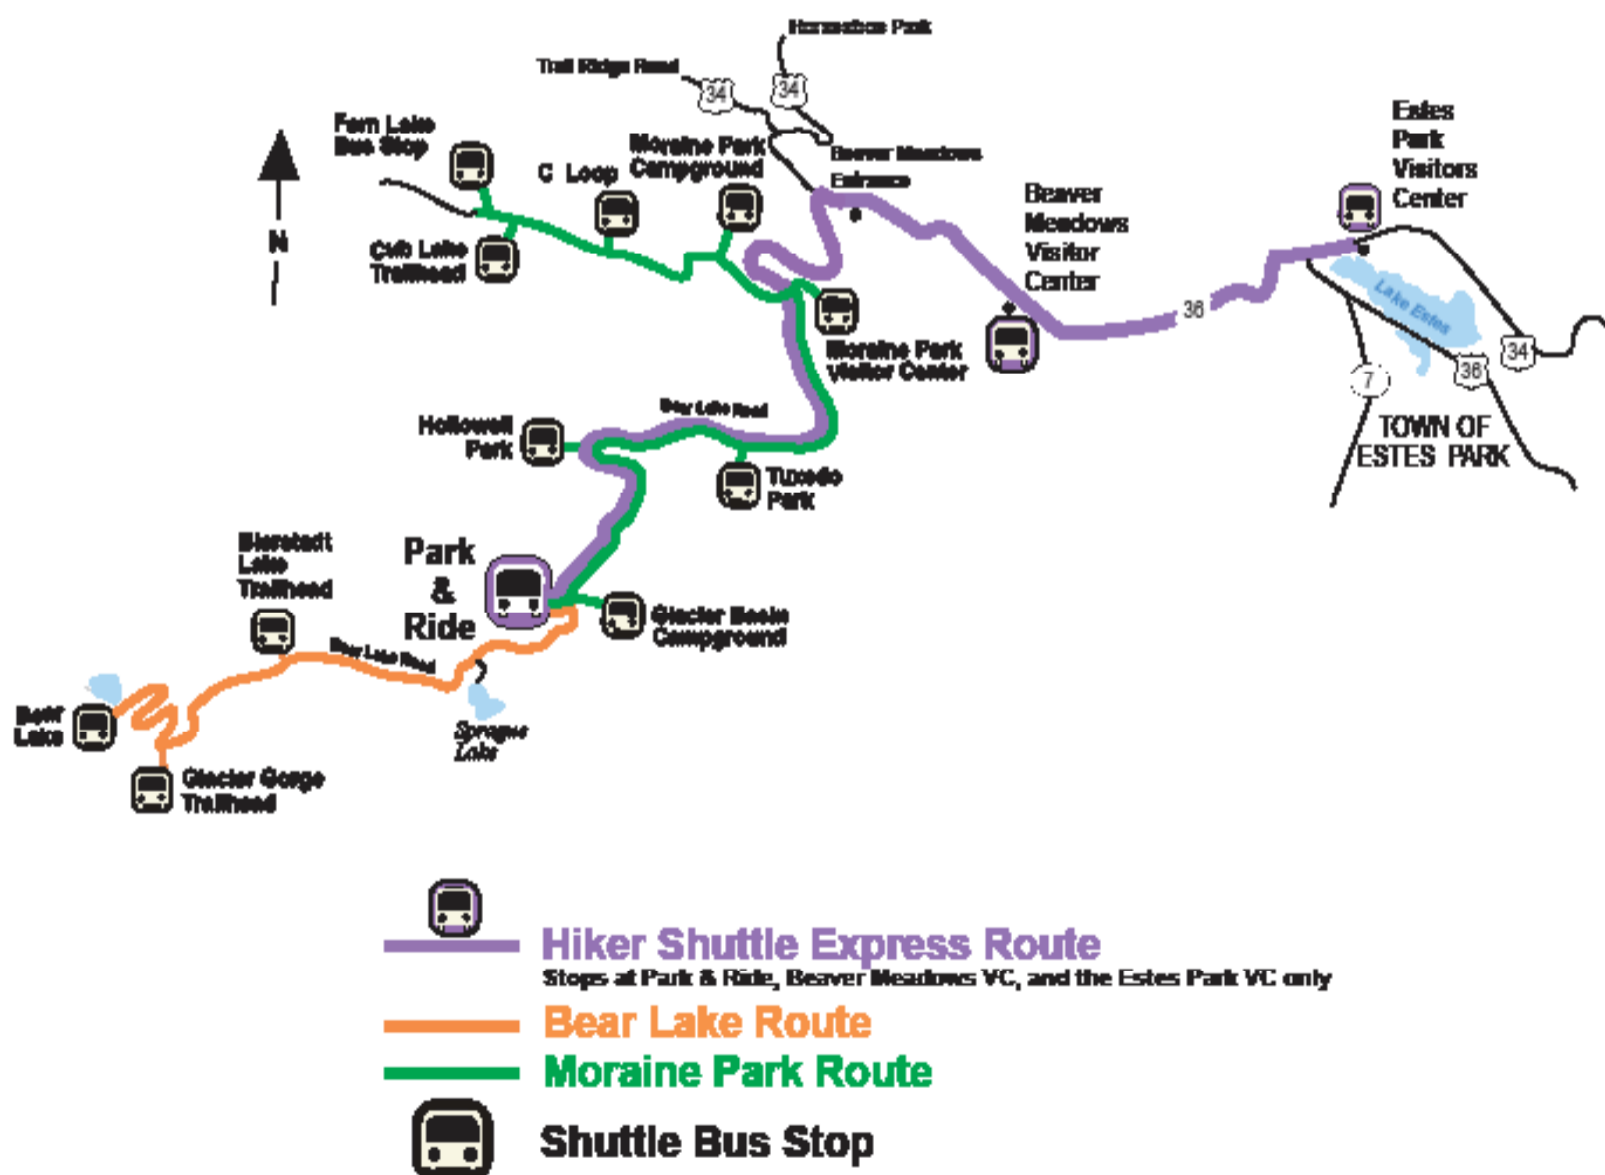 Horseshoe Park
Trail Ridge Road
34
34
Estes
Park
Visitors
Center
Fern Lake
Bus Stop
Moraine Park
Campground
C Loop
Beaver Meadows
Entrance
Beaver
Meadows
Visitor
Center
N
Cub Lake
Trailhead
Lake Estes
36
34
36
7
Moraine Park
Visitor Center
TOWN OF
ESTES PARK
Bear Lake Road
Hollowell
Park
Tuxedo
Park
Bierstadt
Lake
Trailhead
Park
&
Ride
Glacier Basin
Campground
Bear Lake Road
Bear
Lake
Sprague
Lake
Glacier Gorge
Trailhead
Hiker Shuttle Express Route
Stops at Park & Ride, Beaver Meadows VC, and the Estes Park VC only
Bear Lake Route
Moraine Park Route
Shuttle Bus Stop